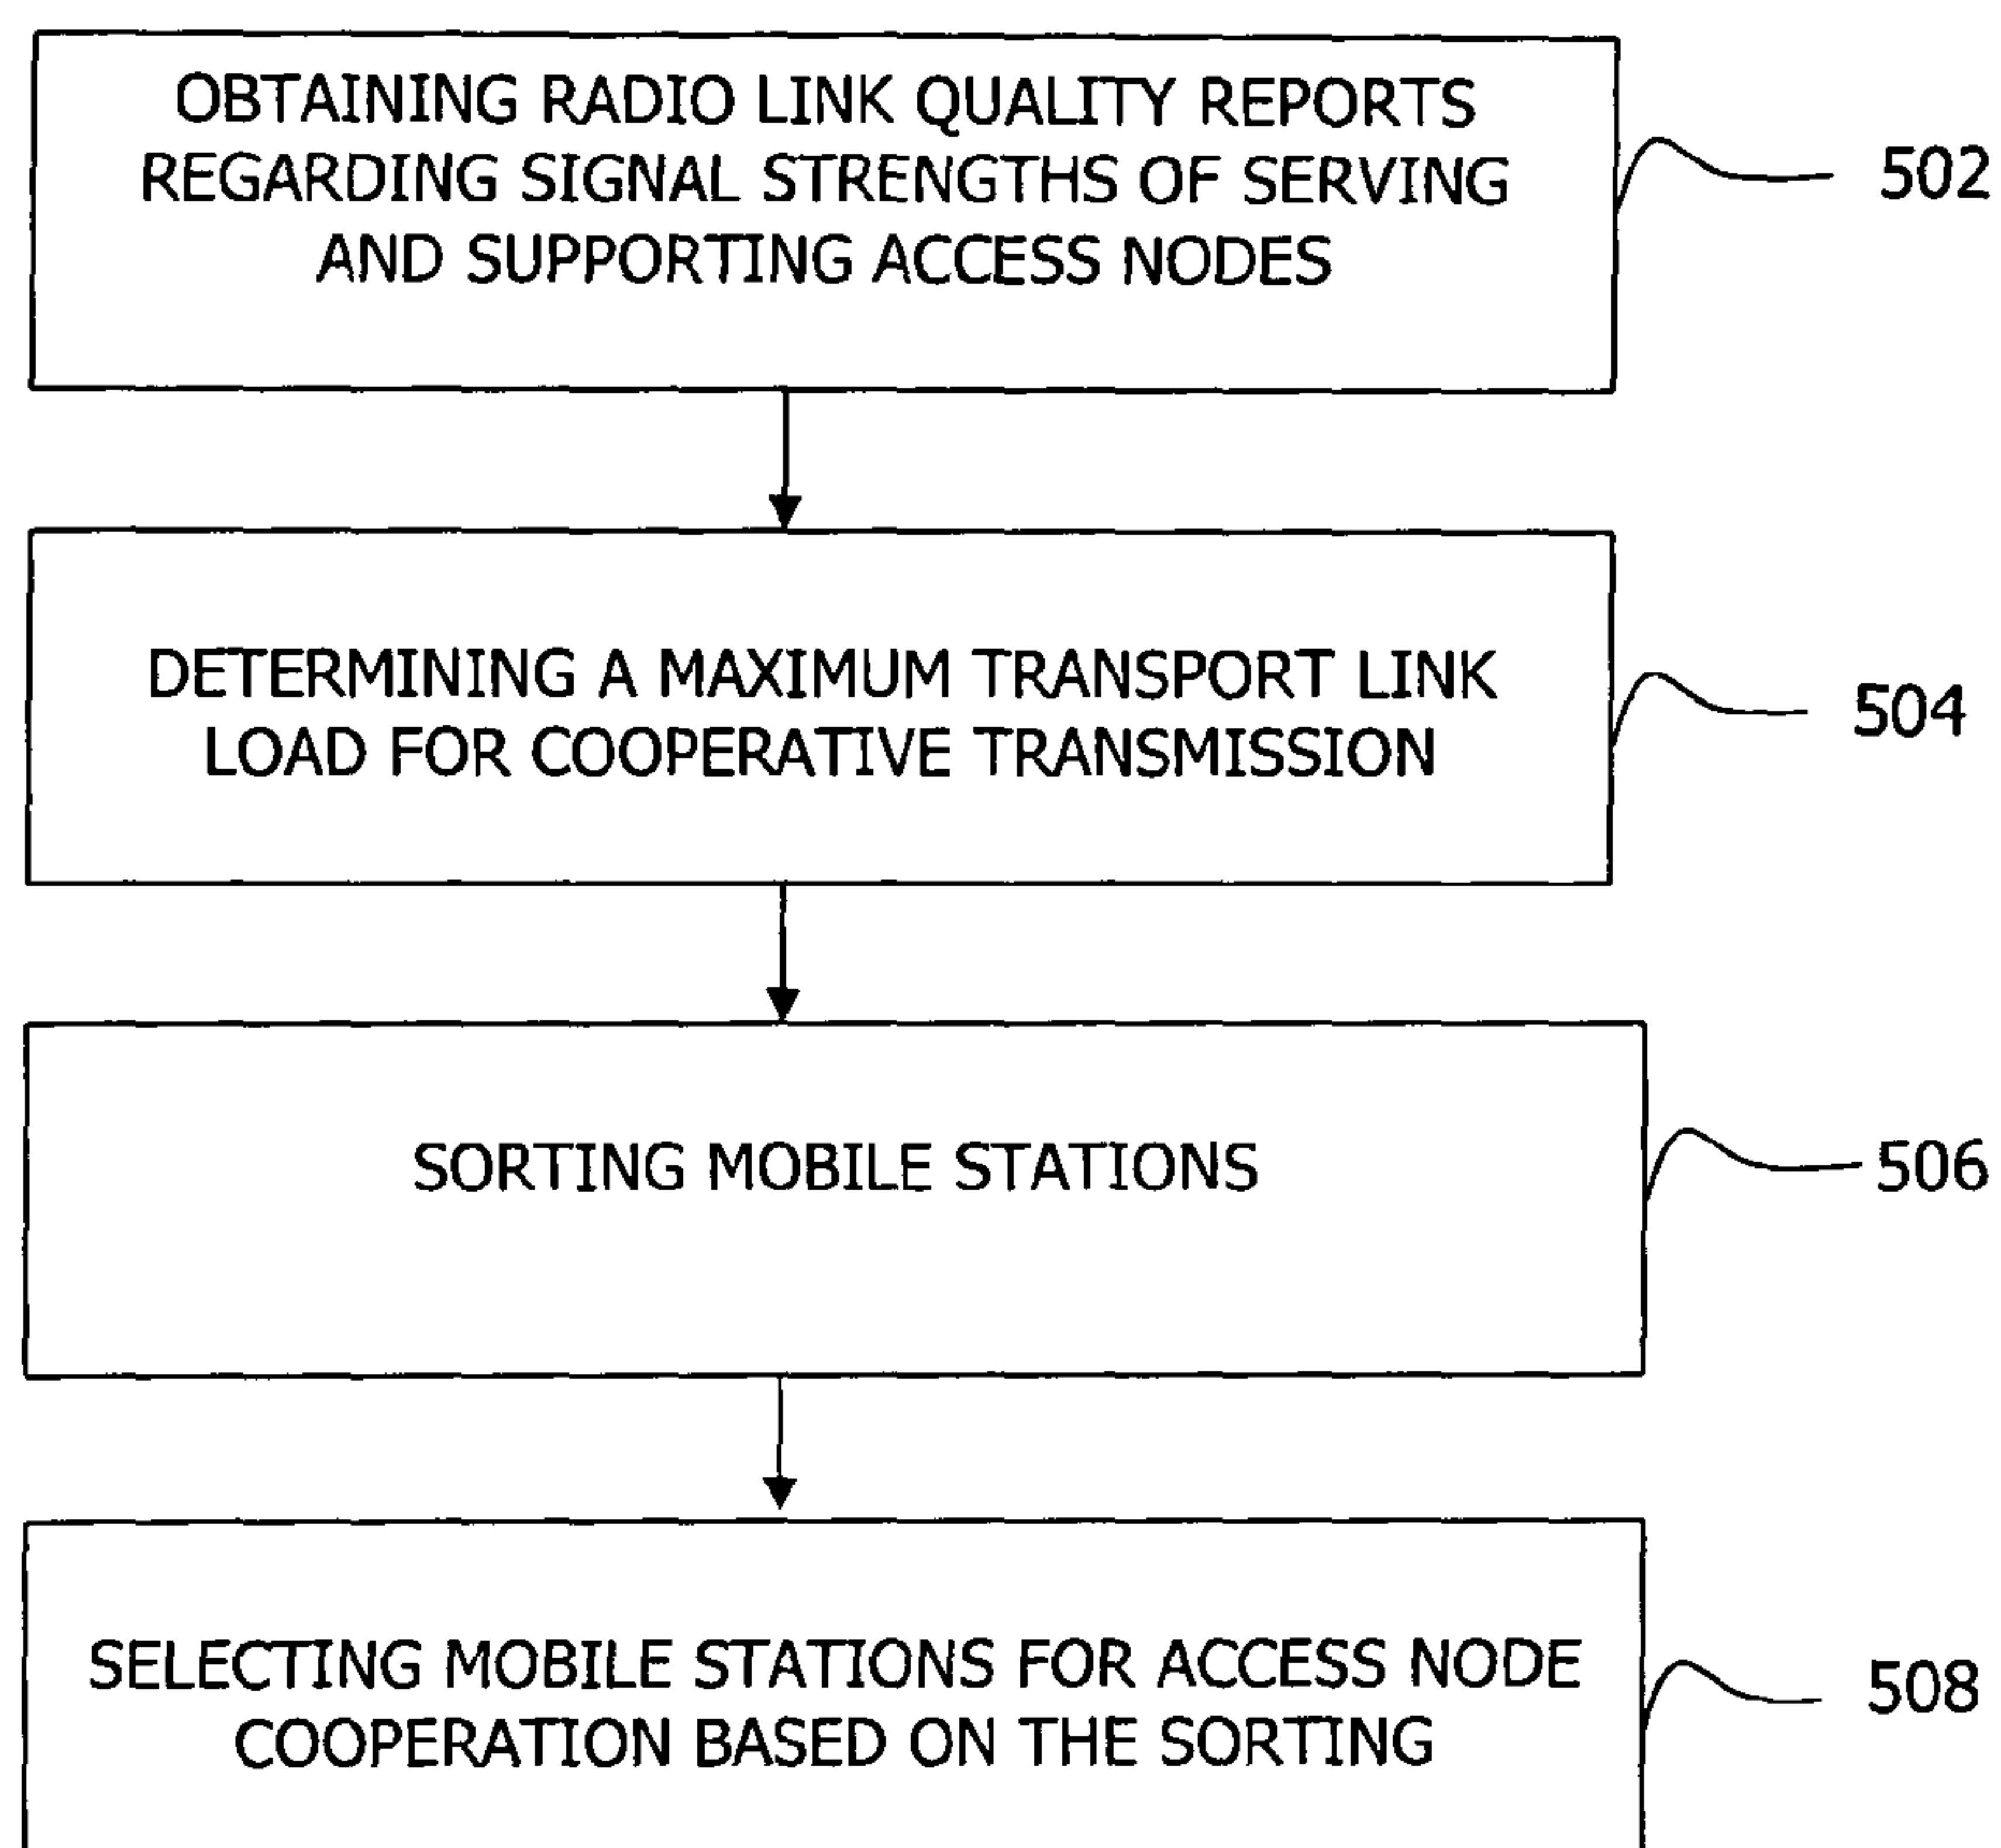 OBTAINING RADIO LINK QUALITY REPORTS
REGARDING SIGNAL STRENGTHS OF SERVING
AND SUPPORTING ACCESS NODES
502
DETERMINING A MAXIMUM TRANSPORT LINK
LOAD FOR COOPERATIVE TRANSMISSION
504
SORTING MOBILE STATIONS
506
SELECTING MOBILE STATIONS FOR ACCESS NODE
COOPERATION BASED ON THE SORTING
508